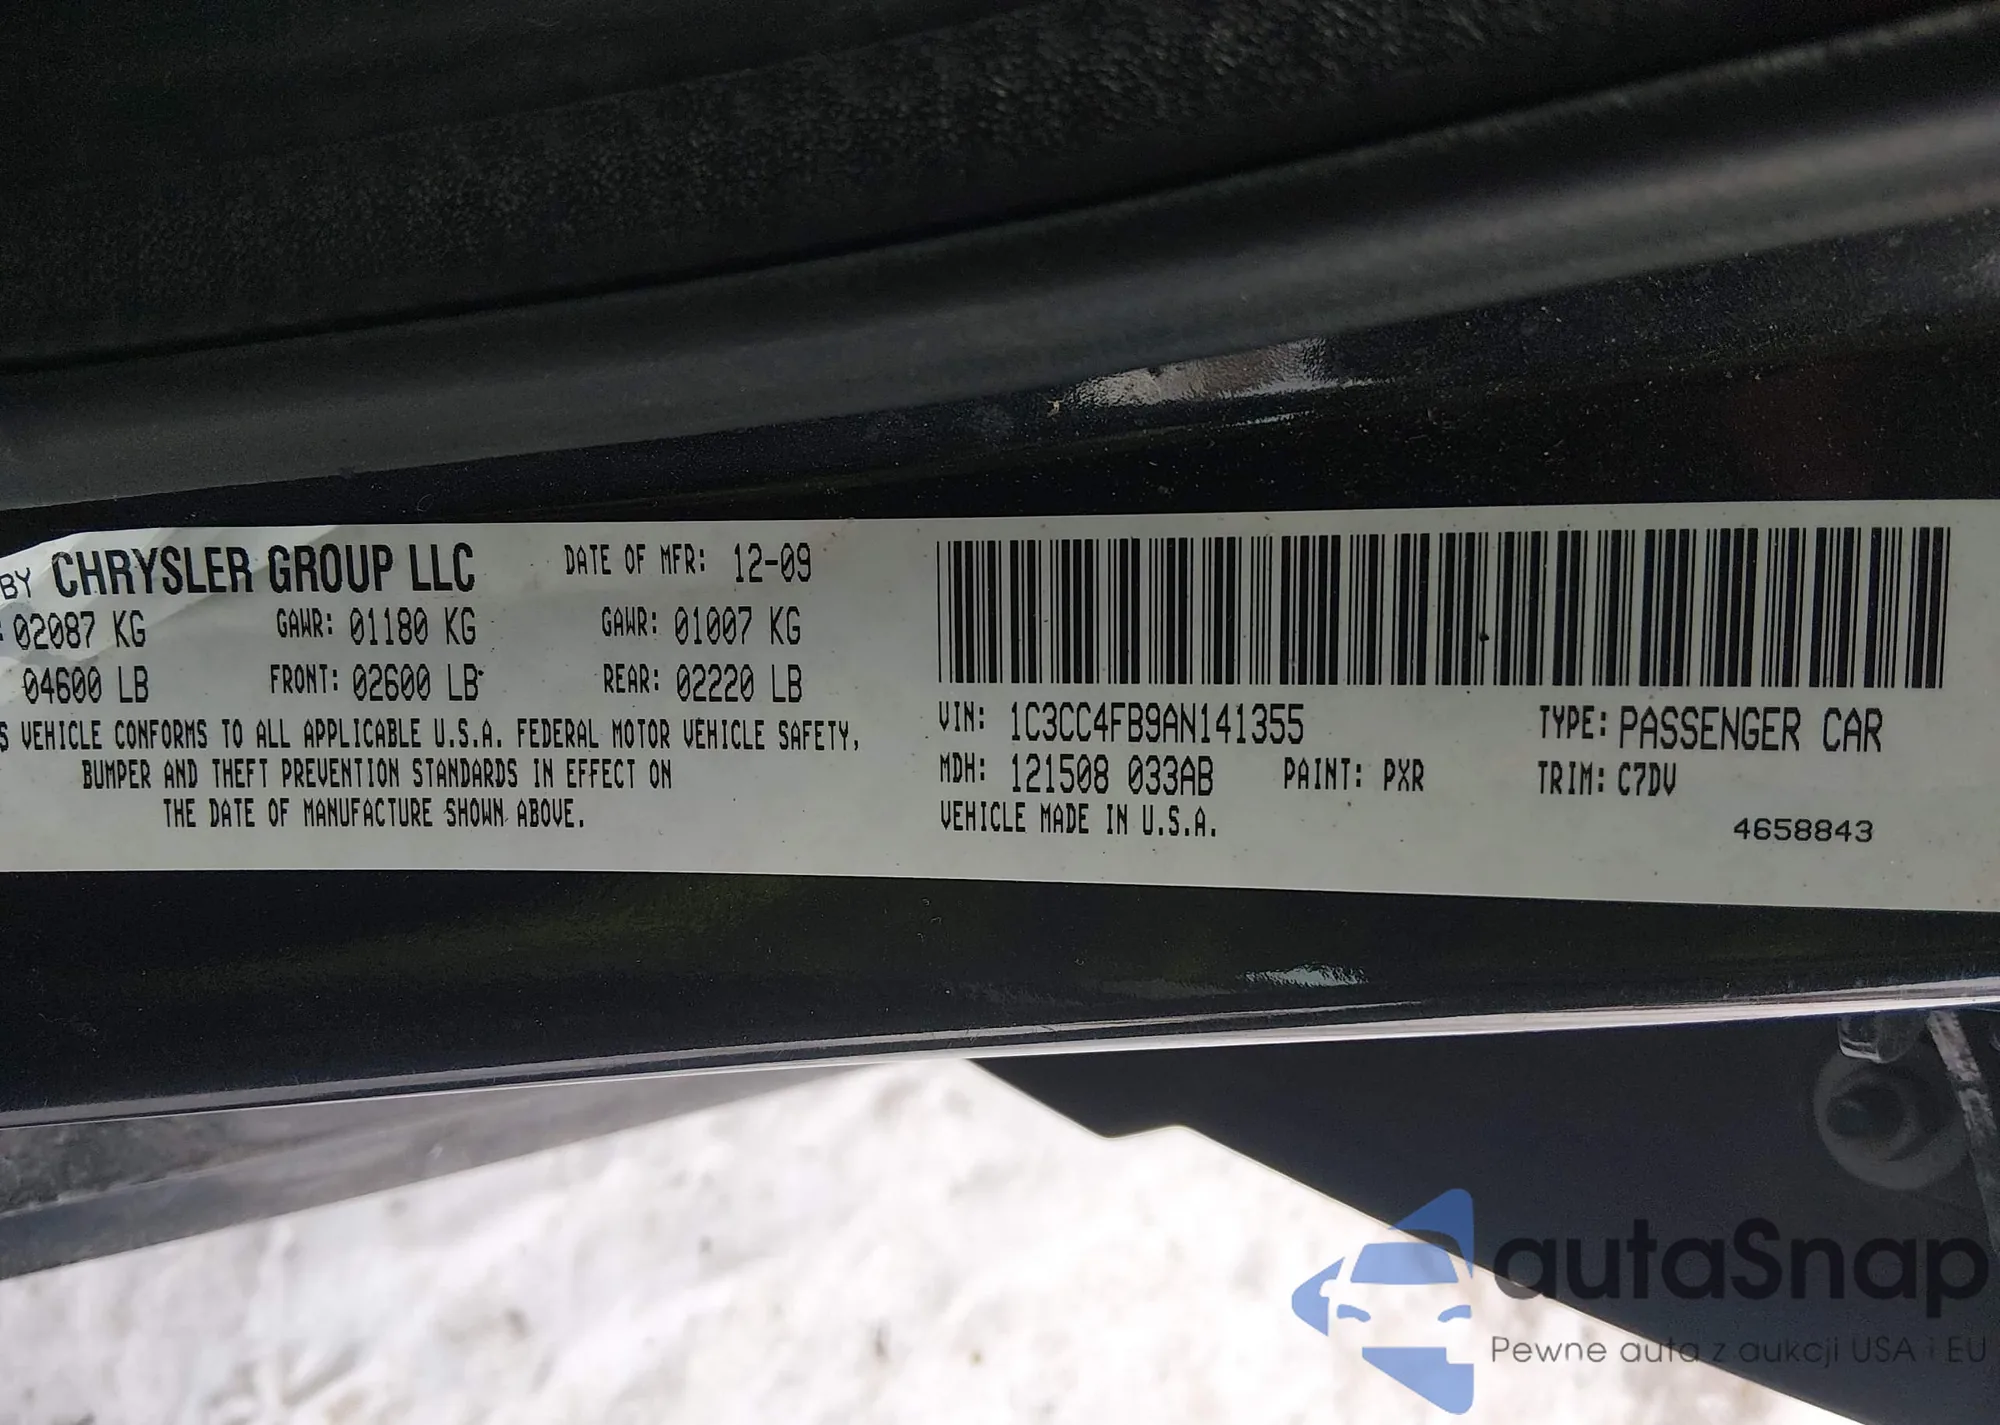 BY CHRYSLER GROUP LLC DATE OF MFR: 12-09
: 02087 KG GAWR: 01180 KG GAWR: 01007 KG
04600 LB FRONT: 02600 LB REAR: 02220 LB
S VEHICLE CONFORMS TO ALL APPLICABLE U.S.A. FEDERAL MOTOR VEHICLE SAFETY,
BUMPER AND THEFT PREVENTION STANDARDS IN EFFECT ON
THE DATE OF MANUFACTURE SHOWN ABOVE.
VIN: 1C3CC4FB9AN141355 TYPE: PASSENGER CAR
MDH: 121508 033AB PAINT: PXR TRIM: C7DV
VEHICLE MADE IN U.S.A.
4658843
autaSnap
Pewne auta z aukcji USA i EU